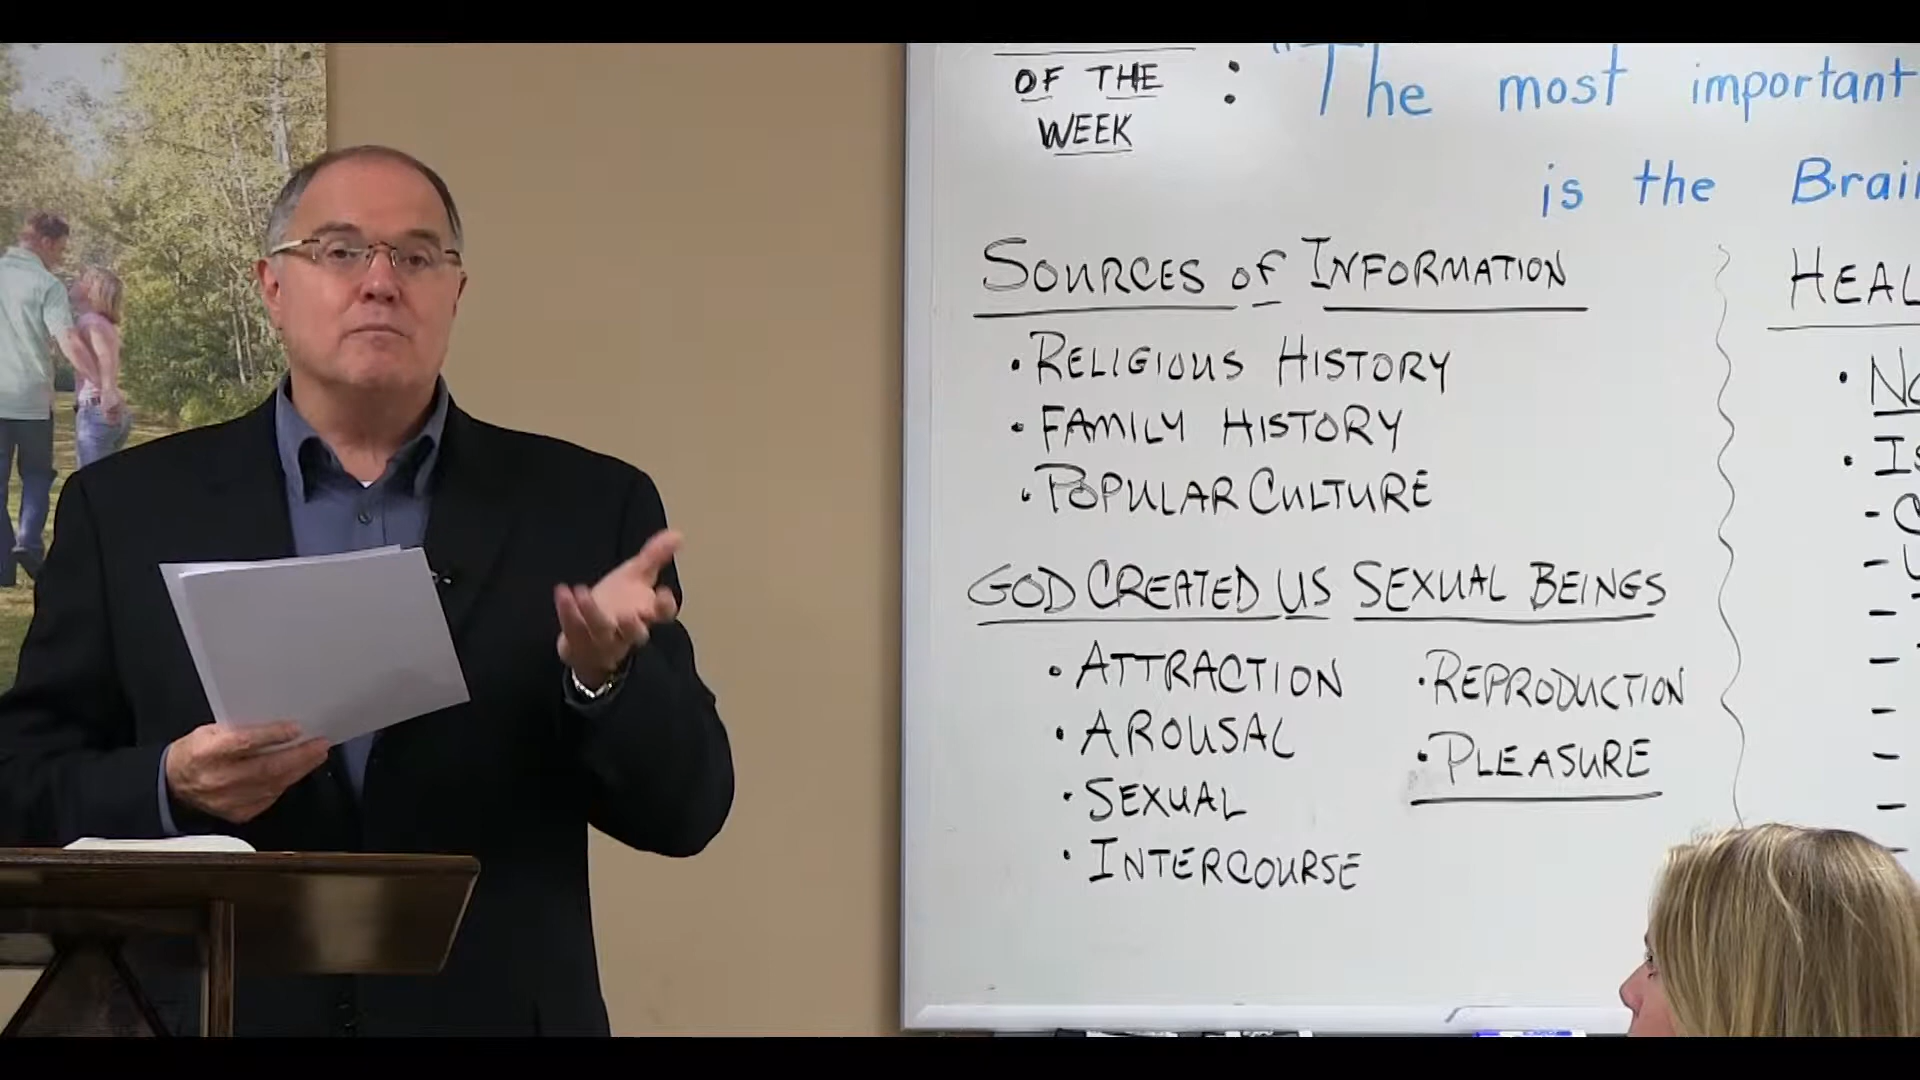 OF THE
WEEK
: "The most important
is the
SOURCES OF INFORMATION
• RELIGIOUS HISTORY
• FAMILY HISTORY
• POPULAR CULTURE
GOD CREATED US SEXUAL BEINGS
• ATTRACTION
• AROUSAL
• SEXUAL
• INTERCOURSE
• REPRODUCTION
• PLEASURE